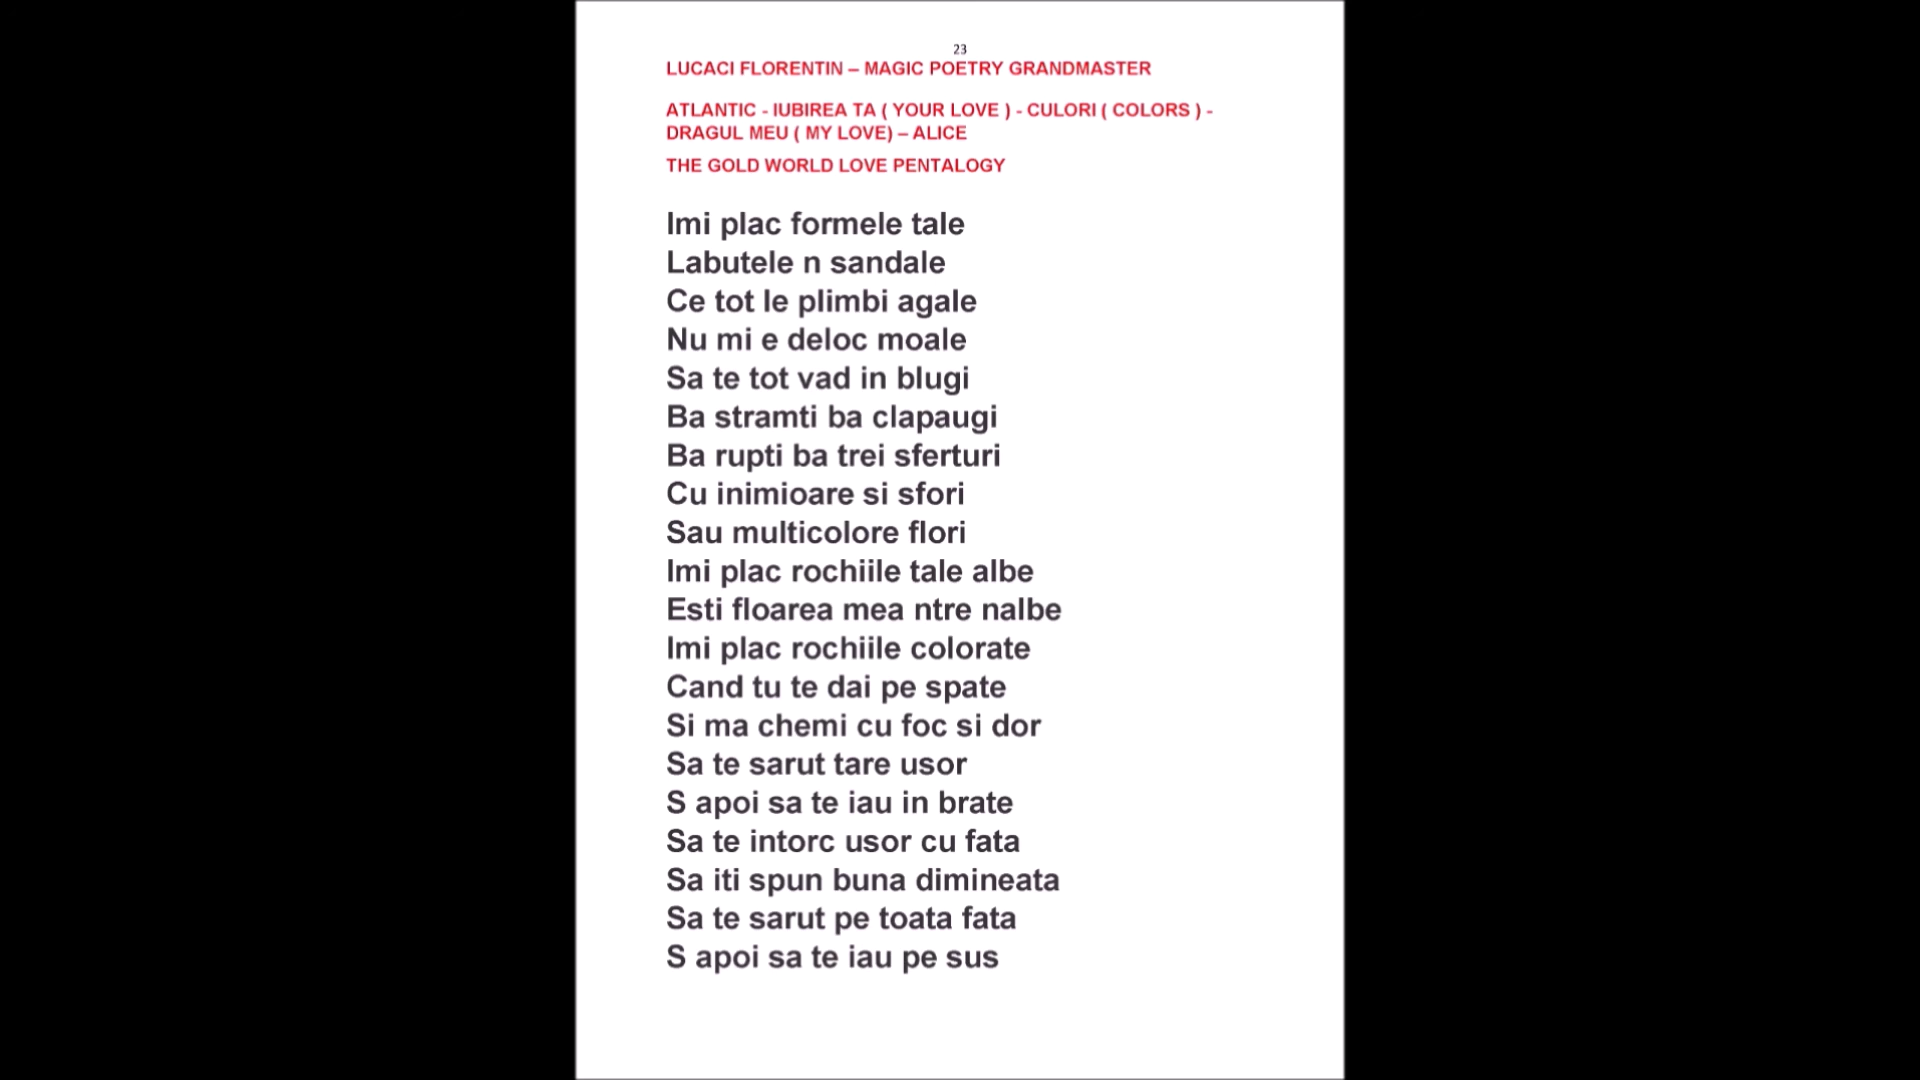 23
LUCACI FLORENTIN – MAGIC POETRY GRANDMASTER
ATLANTIC - IUBIREA TA ( YOUR LOVE ) - CULORI ( COLORS ) -
DRAGUL MEU ( MY LOVE) – ALICE
THE GOLD WORLD LOVE PENTALOGY
Imi plac formele tale
Labutele n sandale
Ce tot le plimbi agale
Nu mi e deloc moale
Sa te tot vad in blugi
Ba stramti ba clapaugi
Ba rupti ba trei sferturi
Cu inimioare si sfori
Sau multicolore flori
Imi plac rochiile tale albe
Esti floarea mea ntre nalbe
Imi plac rochiile colorate
Cand tu te dai pe spate
Si ma chemi cu foc si dor
Sa te sarut tare usor
S apoi sa te iau in brate
Sa te intorc usor cu fata
Sa iti spun buna dimineata
Sa te sarut pe toata fata
S apoi sa te iau pe sus